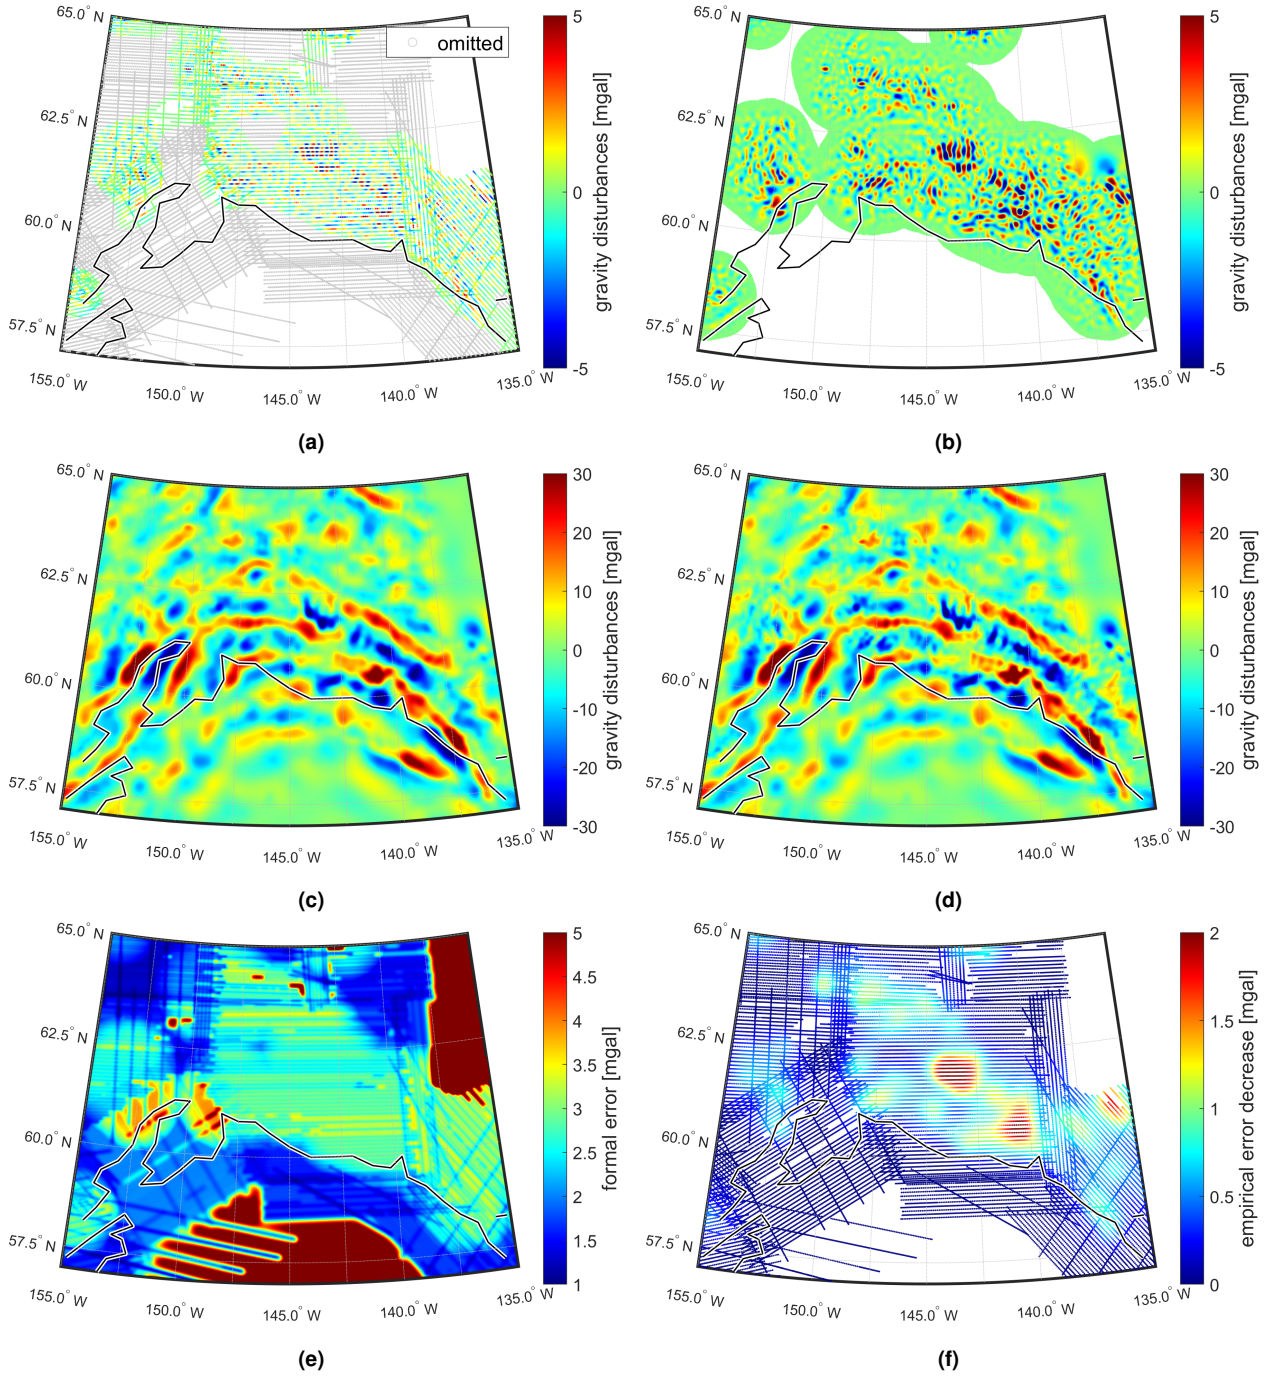 65.0° N
62.5° N
60.0° N
57.5° N
155.0° W
150.0° W
145.0° W
140.0° W
135.0° W
omitted
5
0
-5
gravity disturbances [mgal]
(a)
65.0° N
62.5° N
60.0° N
57.5° N
155.0° W
150.0° W
145.0° W
140.0° W
135.0° W
5
0
-5
gravity disturbances [mgal]
(b)
65.0° N
62.5° N
60.0° N
57.5° N
155.0° W
150.0° W
145.0° W
140.0° W
135.0° W
30
20
10
0
-10
-20
-30
gravity disturbances [mgal]
(c)
65.0° N
62.5° N
60.0° N
57.5° N
155.0° W
150.0° W
145.0° W
140.0° W
135.0° W
30
20
10
0
-10
-20
-30
gravity disturbances [mgal]
(d)
65.0° N
62.5° N
60.0° N
57.5° N
155.0° W
150.0° W
145.0° W
140.0° W
135.0° W
5
4.5
4
3.5
3
2.5
2
1.5
1
formal error [mgal]
(e)
65.0° N
62.5° N
60.0° N
57.5° N
155.0° W
150.0° W
145.0° W
140.0° W
135.0° W
2
1.5
1
0.5
0
empirical error decrease [mgal]
(f)